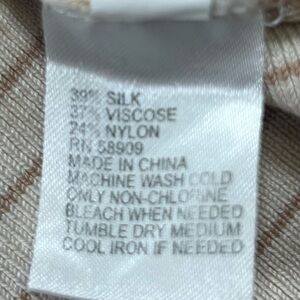 39% SILK
37% VISCOSE
24% NYLON
RN 58909
MADE IN CHINA
MACHINE WASH COLD
ONLY NON-CHLORINE
BLEACH WHEN NEEDED
TUMBLE DRY MEDIUM
COOL IRON IF NEEDED